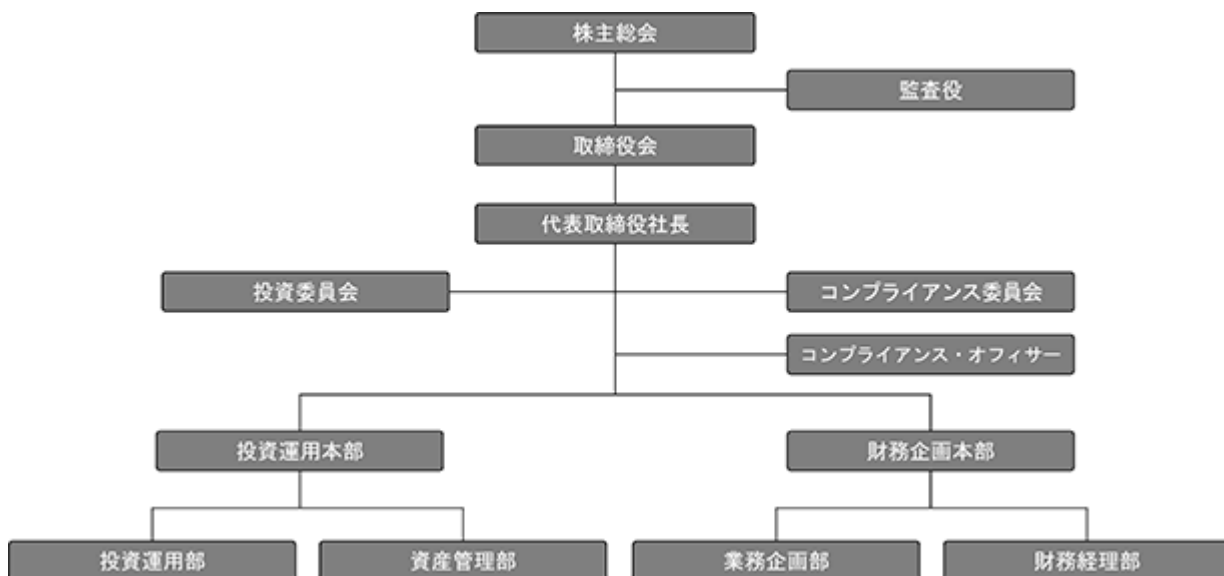 株主総会
監査役
取締役会
代表取締役社長
投資委員会
コンプライアンス委員会
コンプライアンス・オフィサー
投資運用本部
財務企画本部
投資運用部
資産管理部
業務企画部
財務経理部